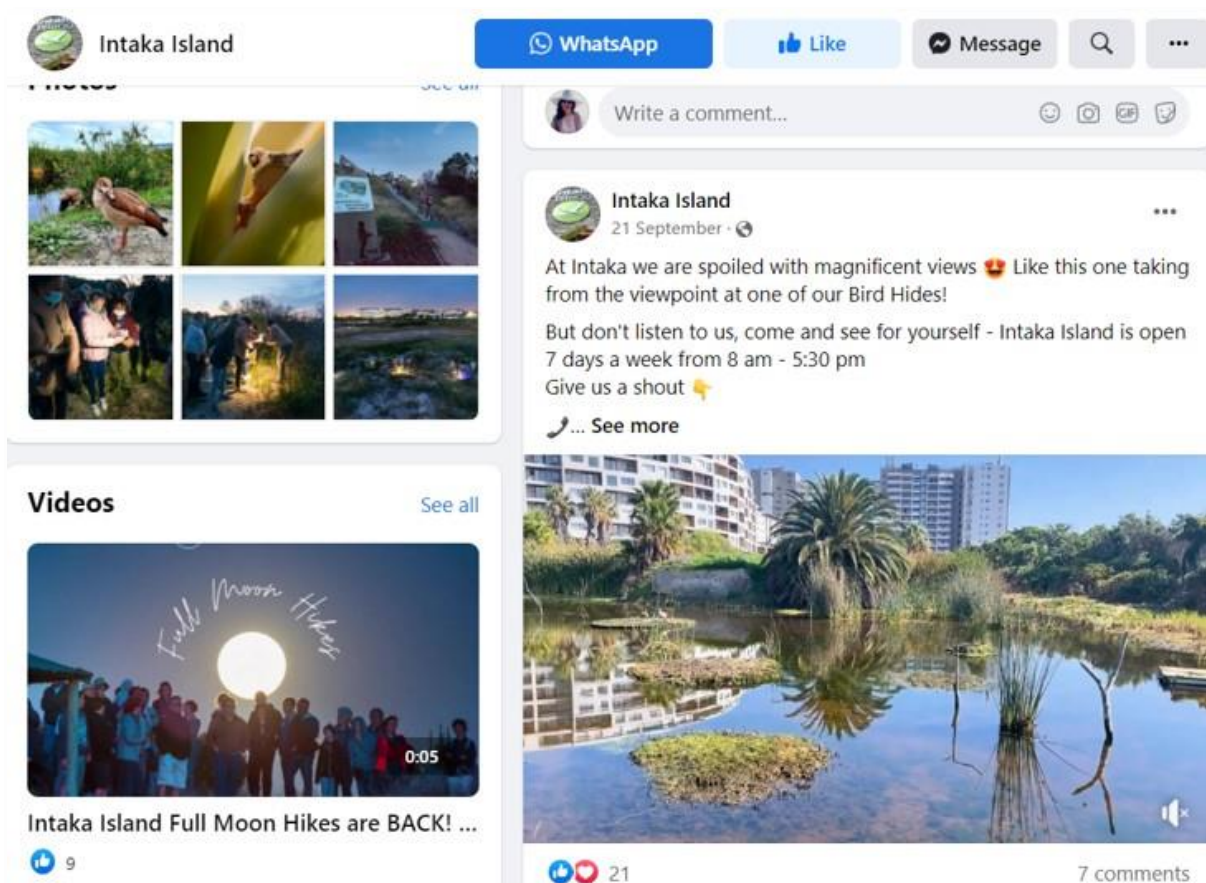 Intaka Island
WhatsApp
Like
Message
Photos
See all
Write a comment...
GIF
Intaka Island
21 September
At Intaka we are spoiled with magnificent views 😍 Like this one taking
from the viewpoint at one of our Bird Hides!
But don't listen to us, come and see for yourself - Intaka Island is open
7 days a week from 8 am - 5:30 pm
Give us a shout 👇
📞... See more
Videos
See all
Full Moon Hikes
0:05
Intaka Island Full Moon Hikes are BACK! ...
9
21
7 comments